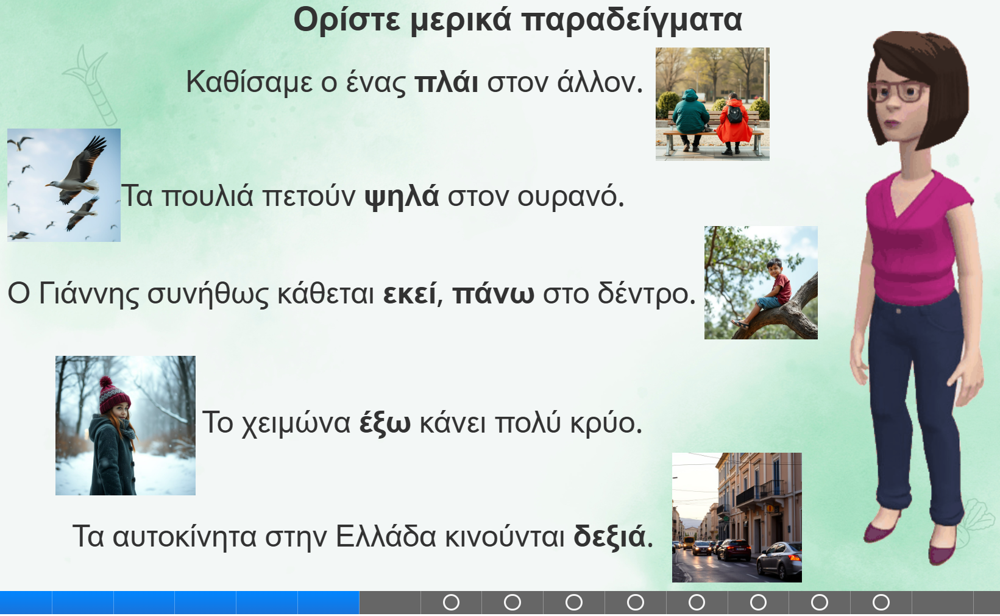 Ορίστε μερικά παραδείγματα
Καθίσαμε ο ένας πλάι στον άλλον.
Τα πουλιά πετούν ψηλά στον ουρανό.
Ο Γιάννης συνήθως κάθεται εκεί, πάνω στο δέντρο.
Το χειμώνα έξω κάνει πολύ κρύο.
Τα αυτοκίνητα στην Ελλάδα κινούνται δεξιά.